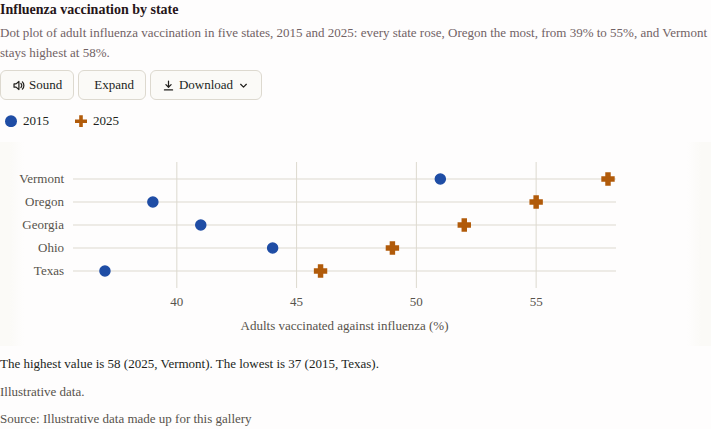 Influenza vaccination by state
Dot plot of adult influenza vaccination in five states, 2015 and 2025: every state rose, Oregon the most, from 39% to 55%, and Vermont
stays highest at 58%.
Sound Expand Download
2015 2025
Vermont
Oregon
Georgia
Ohio
Texas
40 45 50 55
Adults vaccinated against influenza (%)
The highest value is 58 (2025, Vermont). The lowest is 37 (2015, Texas).
Illustrative data.
Source: Illustrative data made up for this gallery